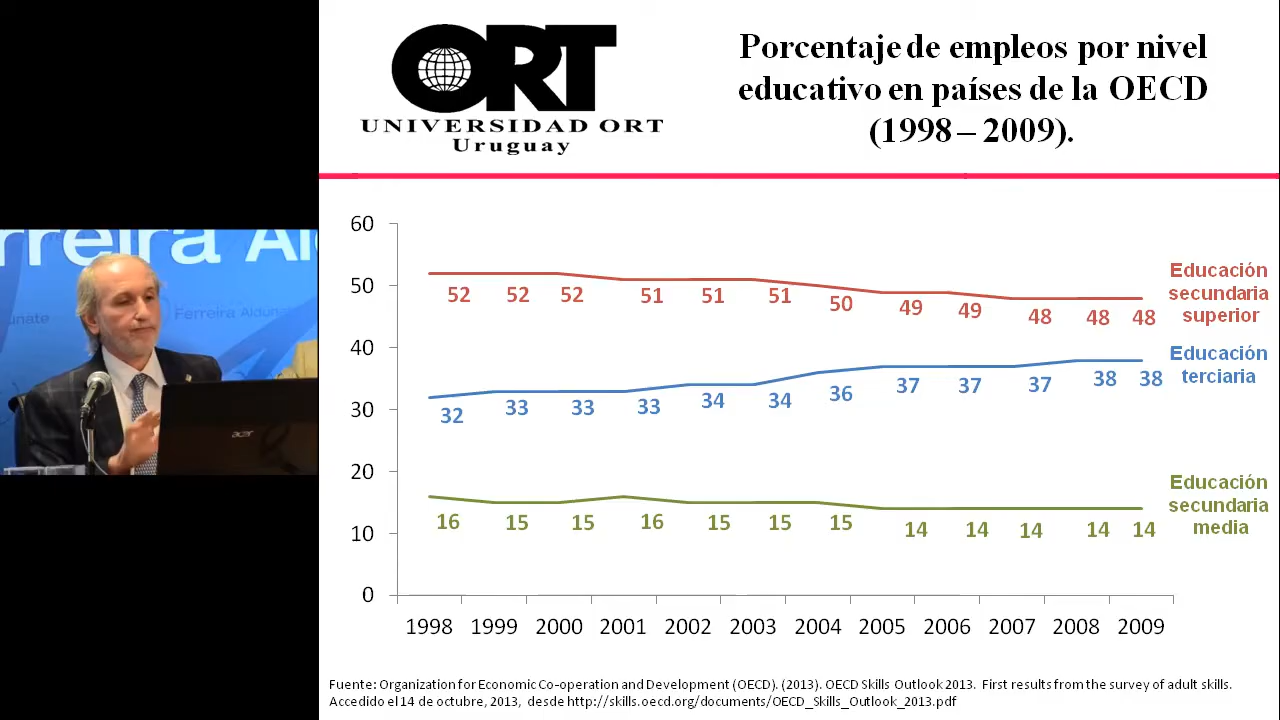 ORT
UNIVERSIDAD ORT
Uruguay
Porcentaje de empleos por nivel
educativo en países de la OECD
(1998 – 2009).
rreira Al
Ferreira Aldunat
unate
acer
60
50
40
30
20
10
0
52 52 52 51 51 51 50 49 49 48 48 48
Educación
secundaria
superior
32 33 33 33 34 34 36 37 37 37 38 38
Educación
terciaria
16 15 15 16 15 15 15 14 14 14 14 14
Educación
secundaria
media
1998 1999 2000 2001 2002 2003 2004 2005 2006 2007 2008 2009
Fuente: Organization for Economic Co-operation and Development (OECD). (2013). OECD Skills Outlook 2013. First results from the survey of adult skills.
Accedido el 14 de octubre, 2013, desde http://skills.oecd.org/documents/OECD_Skills_Outlook_2013.pdf